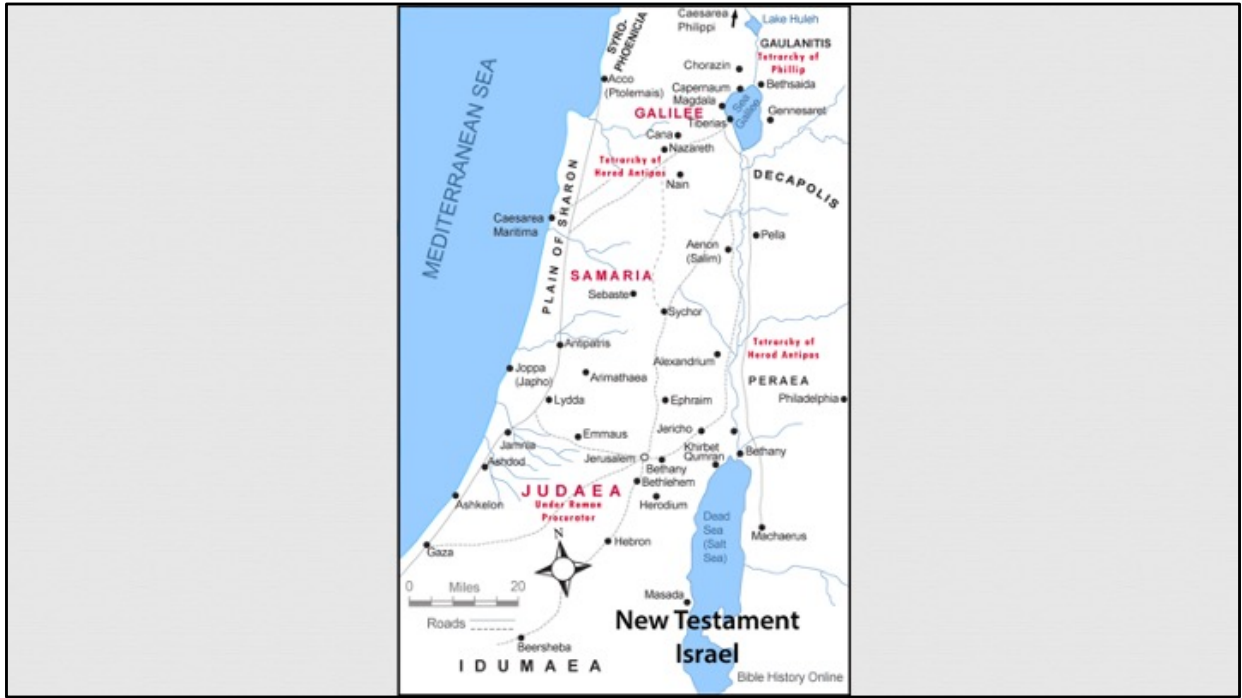 Caesarea
Philippi
Lake Huleh
SYRO-
PHOENICIA
GAULANITIS
Tetrarchy of
Phillip
Chorazin
Acco
(Ptolemais)
Bethsaida
Capernaum
Magdala
Sea
Galilee
Gennesaret
GALILEE
Tiberias
Cana
Nazareth
Tetrarchy of
Herod Antipas
Nain
DECAPOLIS
MEDITERRANEAN SEA
PLAIN OF SHARON
Caesarea
Maritima
Pella
Aenon
(Salim)
SAMARIA
Sebaste
Sychor
Antipatris
Tetrarchy of
Herod Antipas
Alexandrium
Joppa
(Japho)
Arimathaea
PERAEA
Lydda
Ephraim
Philadelphia
Jamnia
Emmaus
Jericho
Khirbet
Qumran
Bethany
Jerusalem
Bethany
Ashdod
Bethlehem
JUDAEA
Under Roman
Procurator
Herodium
Ashkelon
Dead
Sea
(Salt
Sea)
Machaerus
N
Hebron
Gaza
0 Miles 20
Masada
Roads
New Testament
Israel
Beersheba
IDUMAEA
Bible History Online